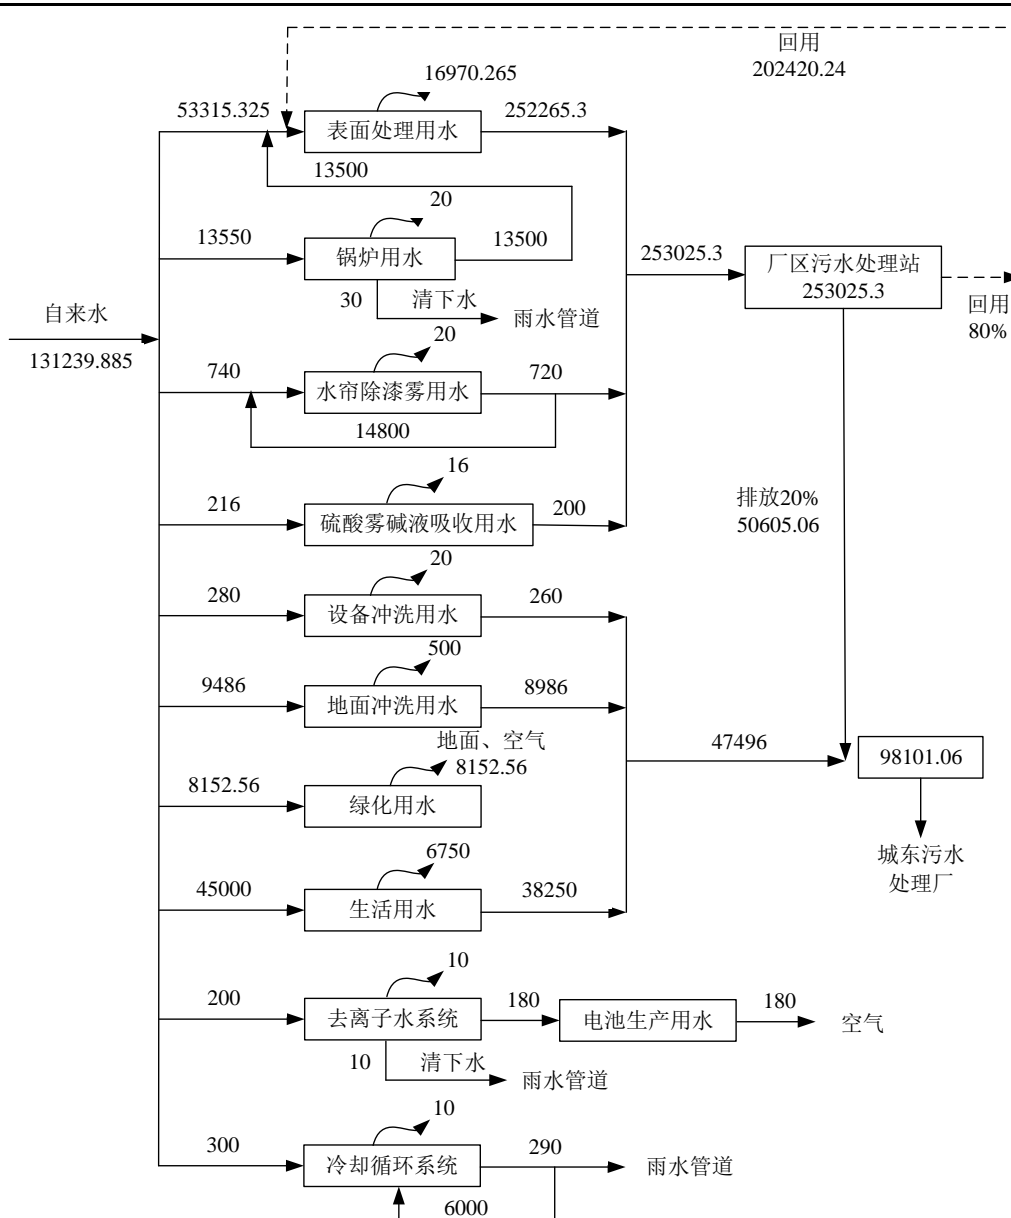 回用
202420.24
16970.265
53315.325
表面处理用水
252265.3
13500
20
13550
锅炉用水
13500
253025.3
厂区污水处理站
253025.3
30
清下水
雨水管道
回用
80%
自来水
131239.885
20
740
水帘除漆雾用水
720
14800
16
216
硫酸雾碱液吸收用水
200
排放20%
50605.06
20
280
设备冲洗用水
260
500
9486
地面冲洗用水
8986
地面、空气
8152.56
47496
98101.06
8152.56
绿化用水
城东污水
处理厂
6750
45000
生活用水
38250
10
200
去离子水系统
180
电池生产用水
180
空气
10
清下水
雨水管道
10
300
冷却循环系统
290
雨水管道
6000